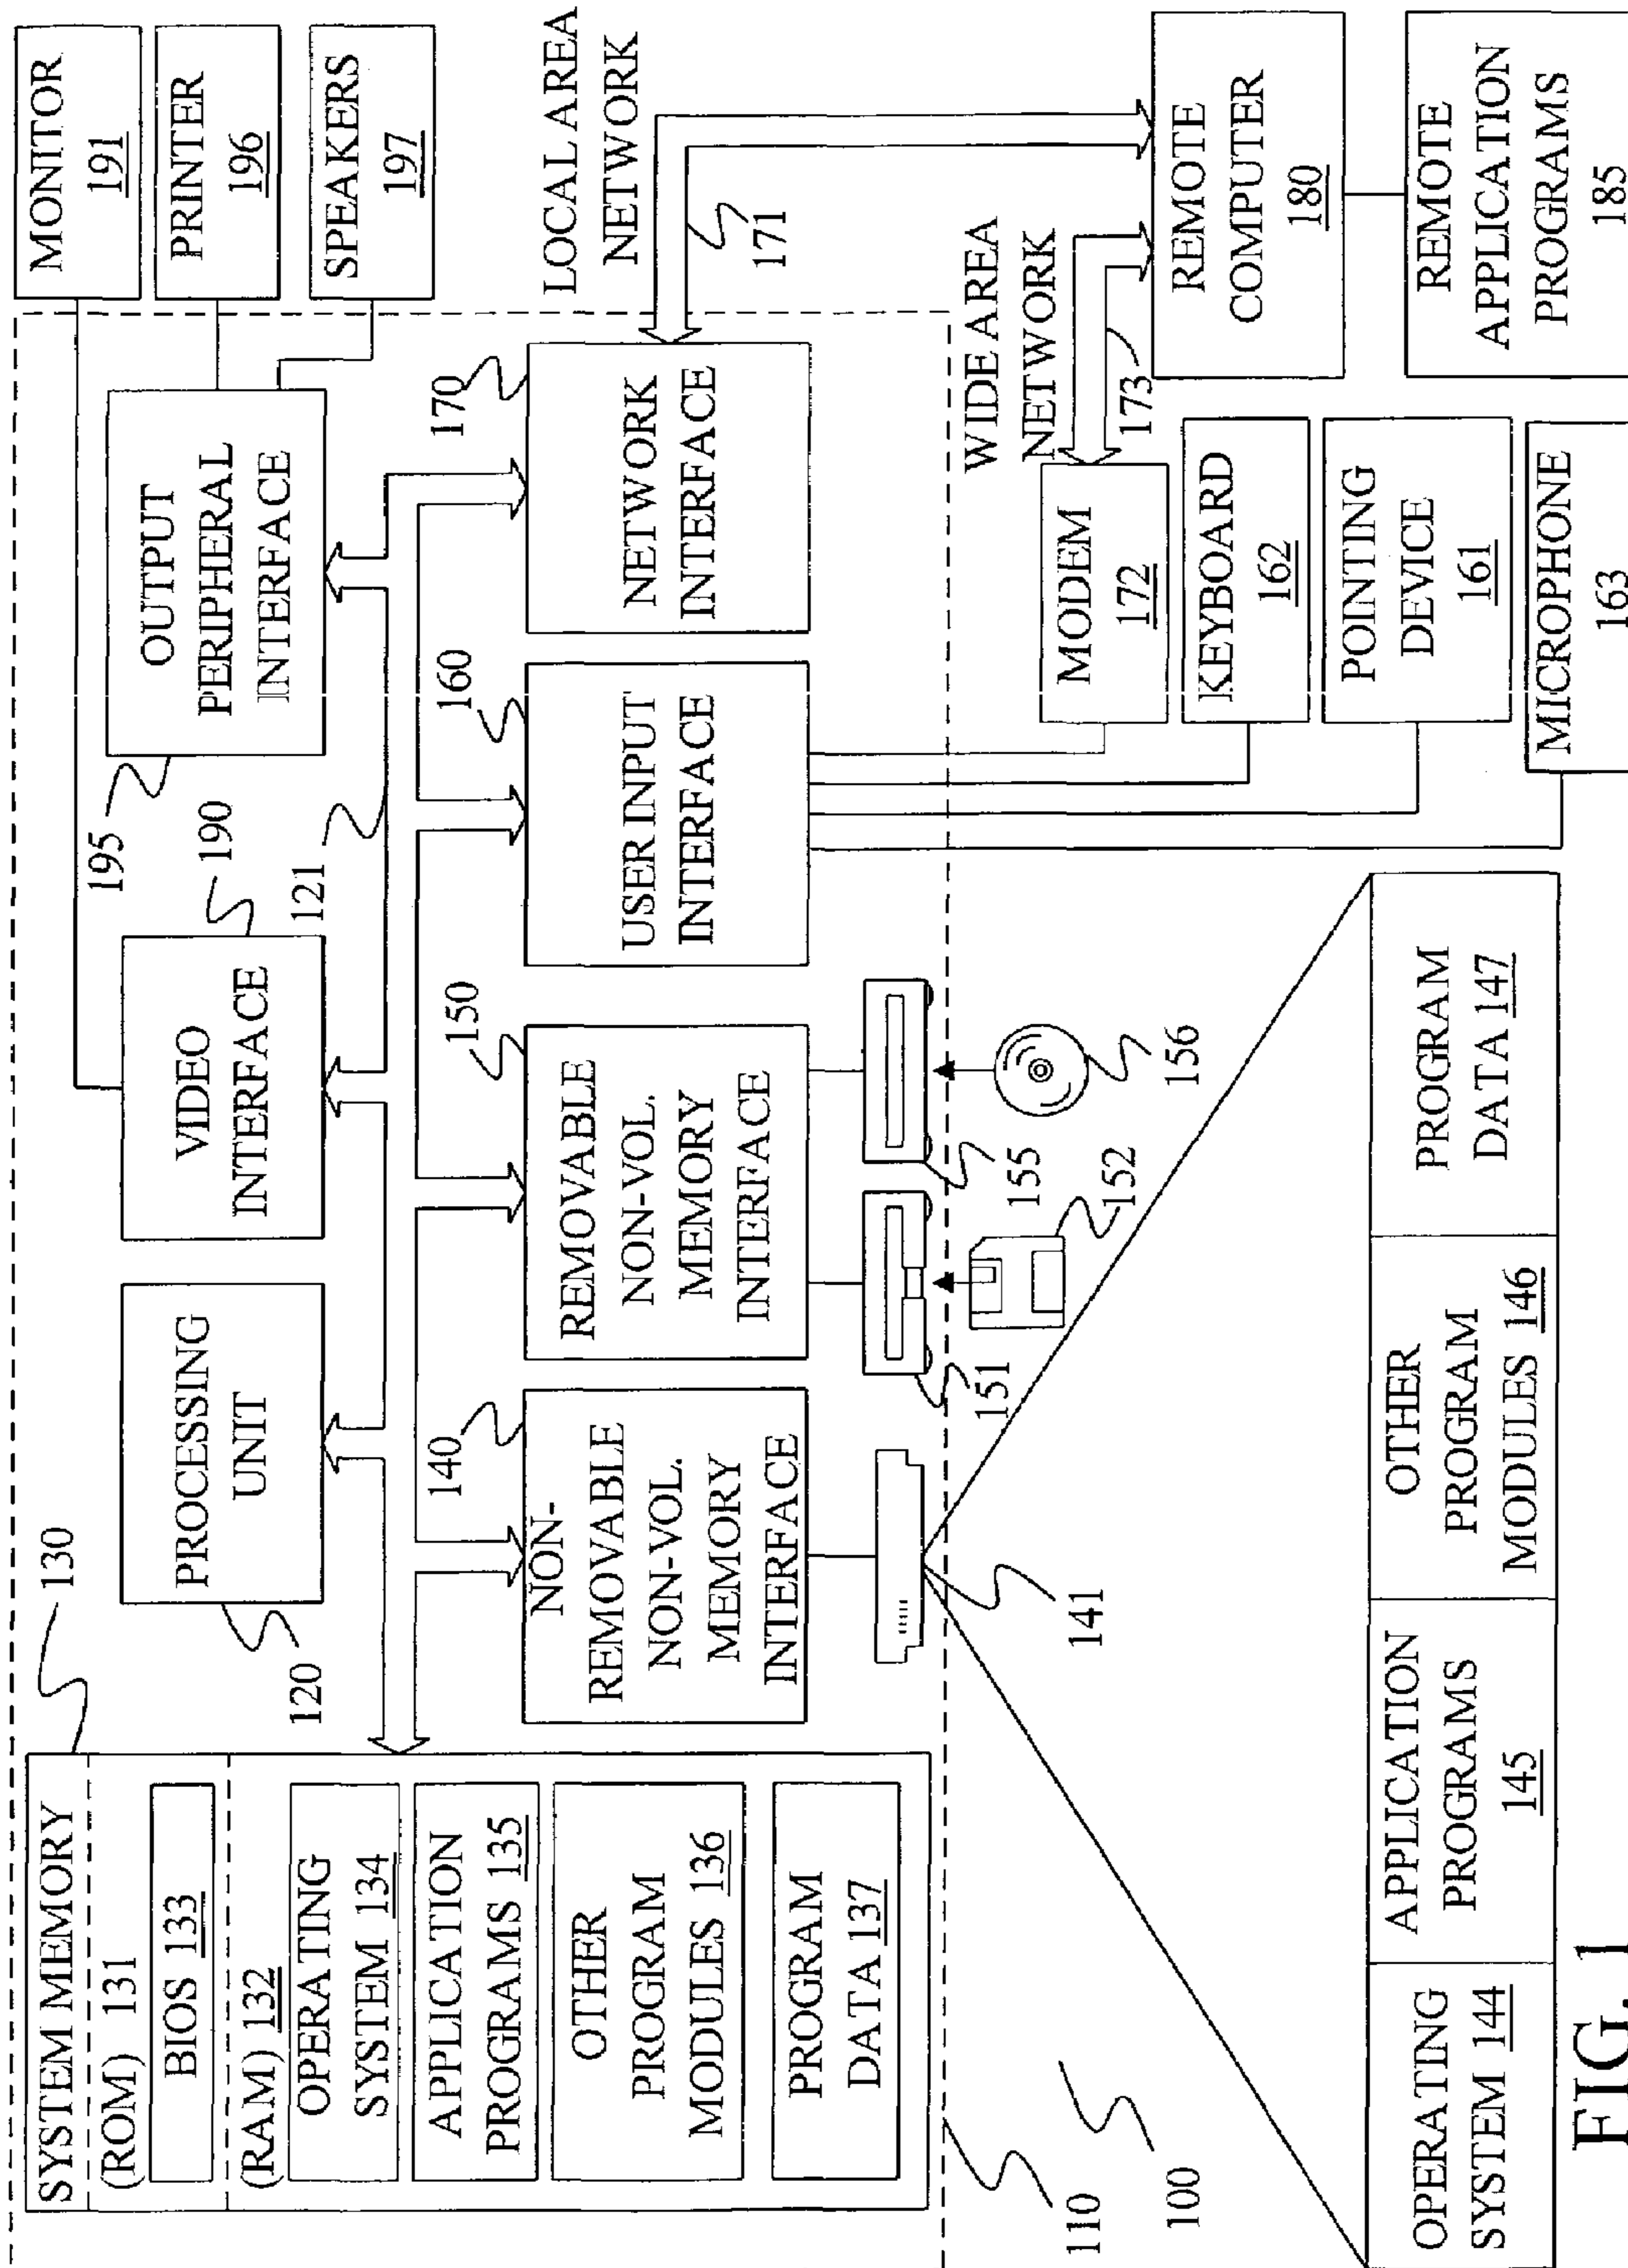 SYSTEM MEMORY
(ROM) 131
BIOS 133
(RAM) 132
OPERATING
SYSTEM 134
APPLICATION
PROGRAMS 135
OTHER
PROGRAM
MODULES 136
PROGRAM
DATA 137
130
PROCESSING
UNIT
120
VIDEO
INTERFACE
190
121
OUTPUT
PERIPHERAL
INTERFACE
195
MONITOR
191
PRINTER
196
SPEAKERS
197
NON-
REMOVABLE
NON-VOL.
MEMORY
INTERFACE
140
REMOVABLE
NON-VOL.
MEMORY
INTERFACE
150
USER INPUT
INTERFACE
160
NETWORK
INTERFACE
170
LOCAL AREA
NETWORK
171
141
151
152
155
156
WIDE AREA
NETWORK
173
MODEM
172
KEYBOARD
162
POINTING
DEVICE
161
MICROPHONE
163
REMOTE
COMPUTER
180
REMOTE
APPLICATION
PROGRAMS
185
110
100
OPERATING
SYSTEM 144
APPLICATION
PROGRAMS
145
OTHER
PROGRAM
MODULES 146
PROGRAM
DATA 147
FIG. 1